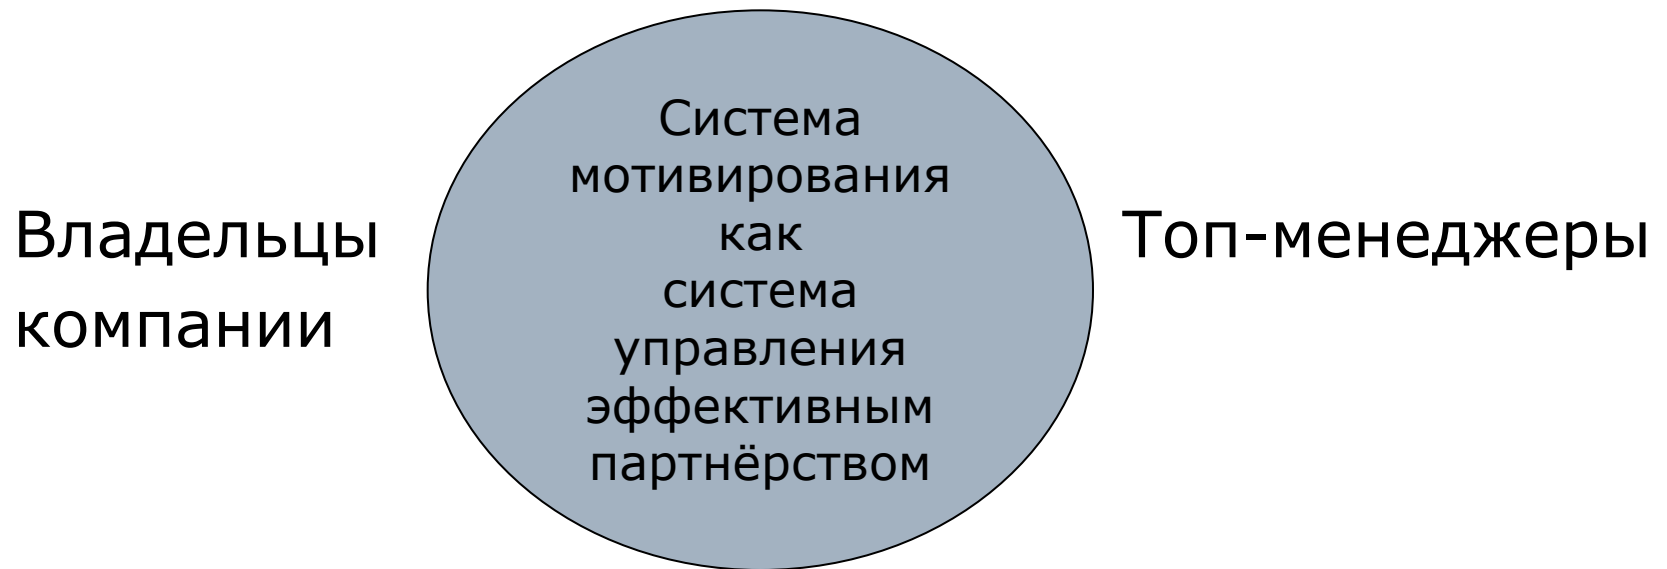 Владельцы
компании
Система
мотивирования
как
система
управления
эффективным
партнёрством
Топ-менеджеры